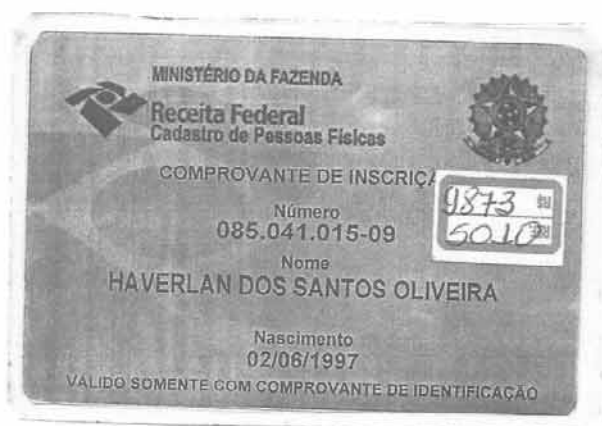 MINISTÉRIO DA FAZENDA
Receita Federal
Cadastro de Pessoas Físicas
COMPROVANTE DE INSCRIÇÃ
9873
5010
Número
085.041.015-09
Nome
HAVERLAN DOS SANTOS OLIVEIRA
Nascimento
02/06/1997
VÁLIDO SOMENTE COM COMPROVANTE DE IDENTIFICAÇÃO